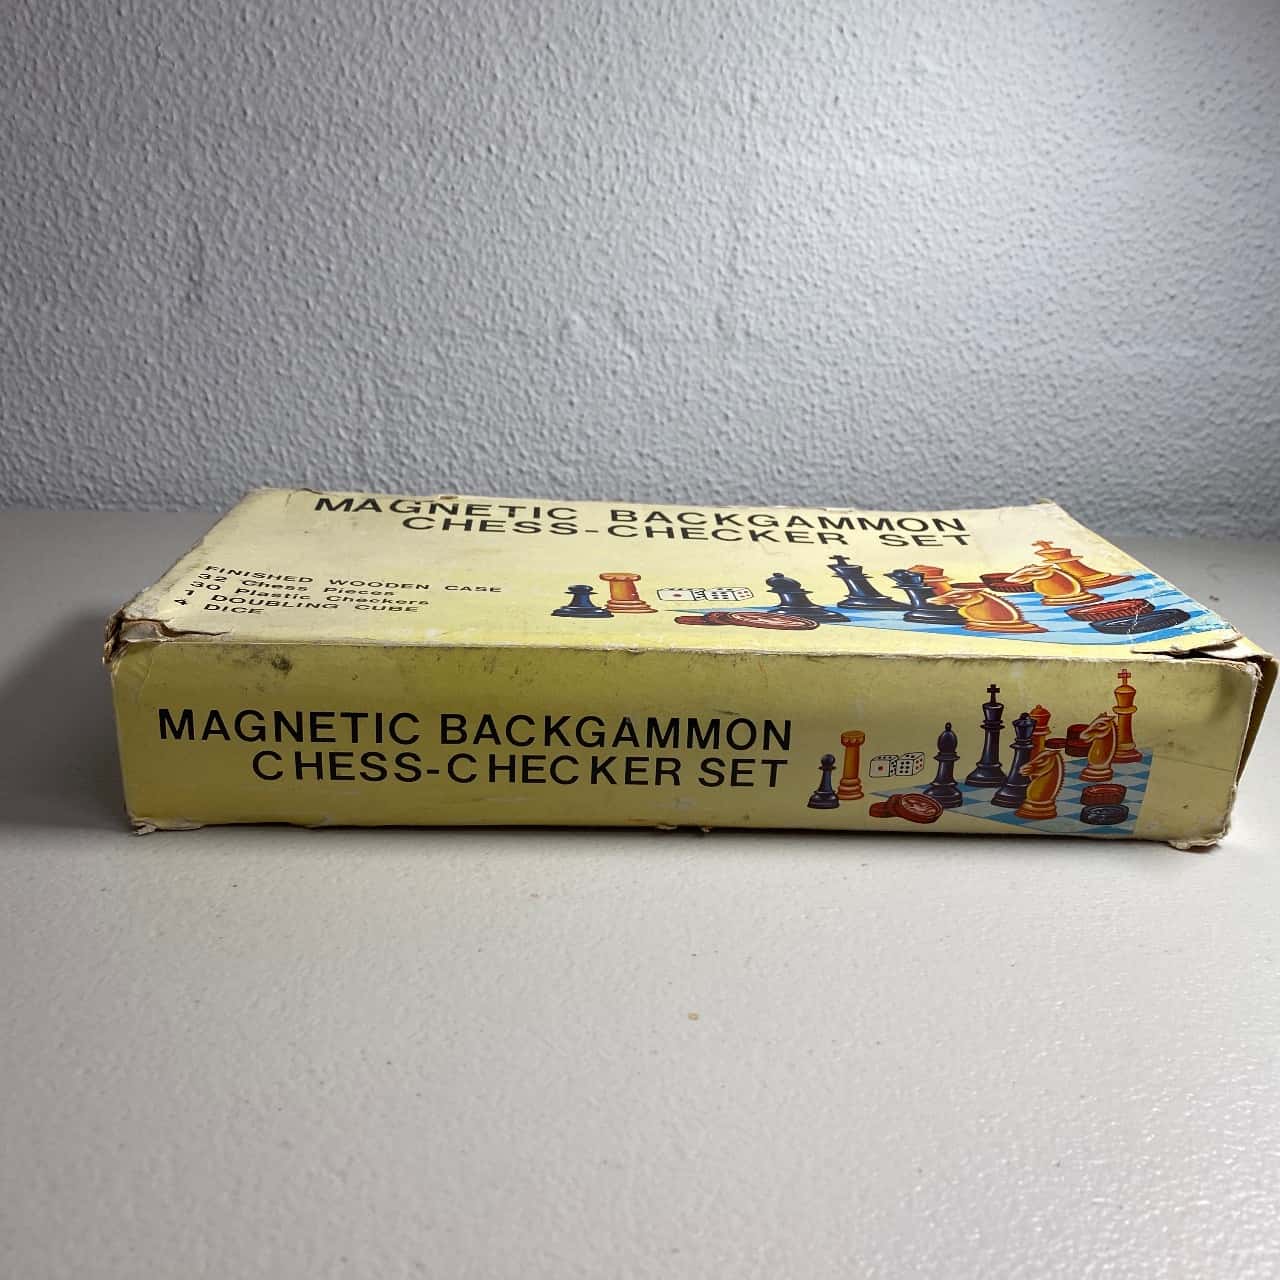 MAGNETIC BACKGAMMON
CHESS-CHECKER SET
FINISHED WOODEN CASE
32 Chess Pieces
30 Plastic Checkers
1 DOUBLING CUBE
4 DICE
MAGNETIC BACKGAMMON
CHESS-CHECKER SET